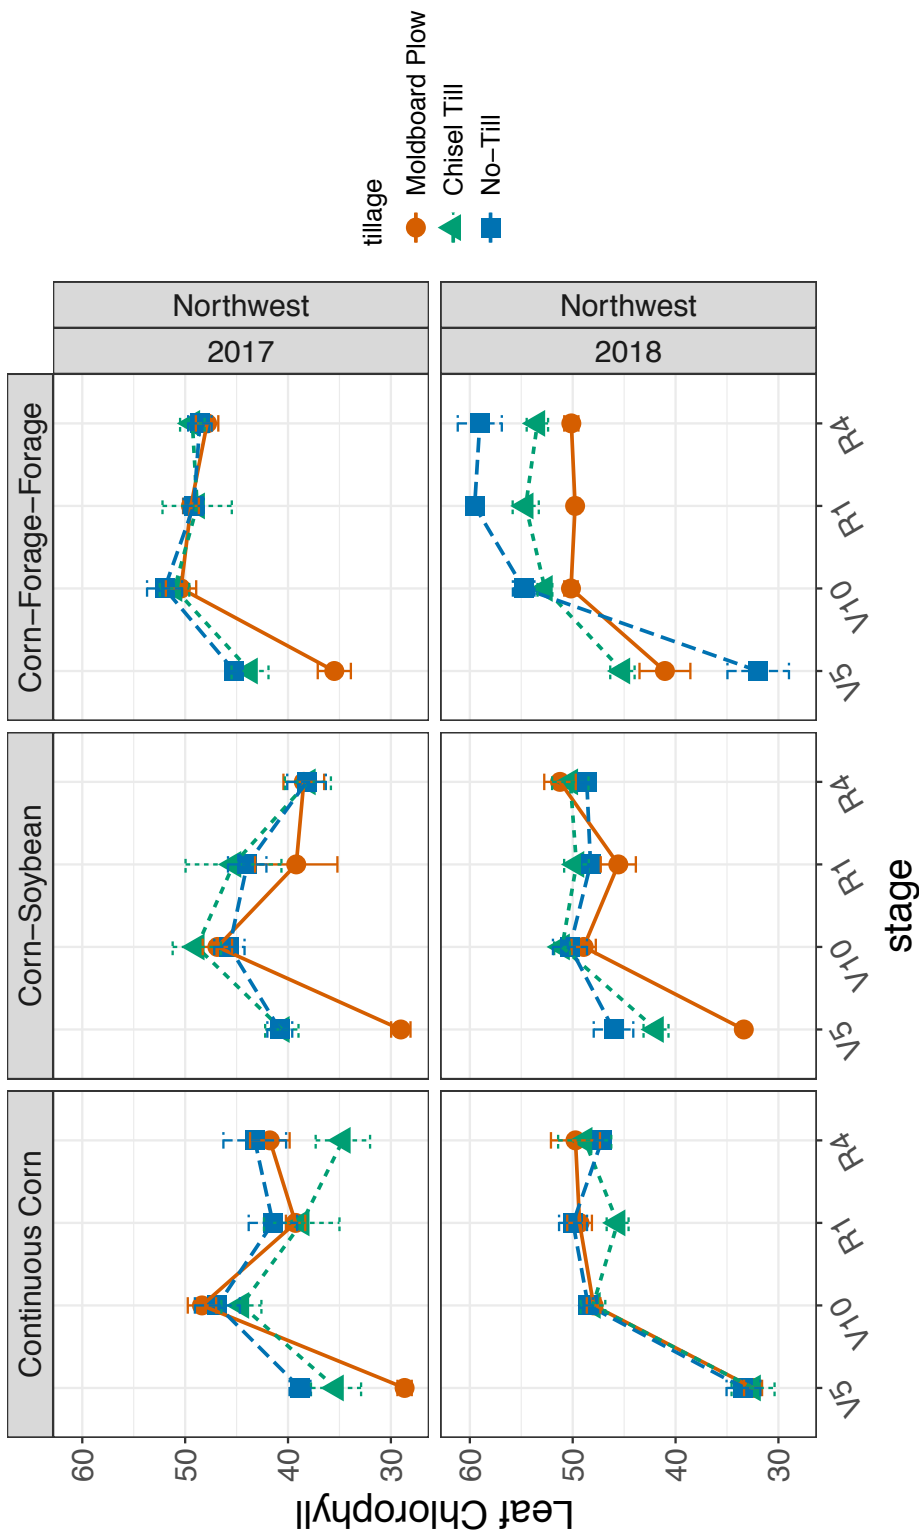 Continuous Corn
Corn−Soybean
Corn−Forage−Forage
2017
Northwest
2018
Northwest
60
50
40
30
60
50
40
30
V5
V10
R1
R4
V5
V10
R1
R4
V5
V10
R1
R4
Leaf Chlorophyll
stage
tillage
Moldboard Plow
Chisel Till
No−Till